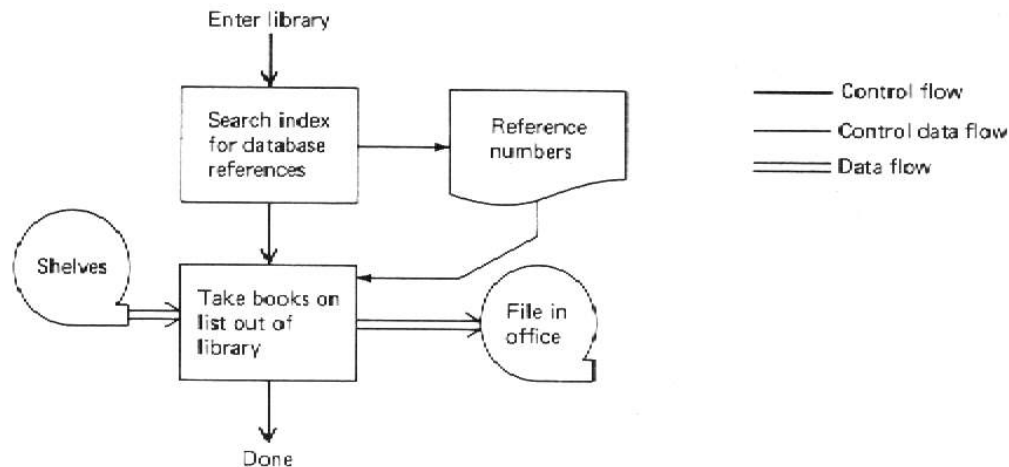 Enter library
Search index
for database
references
Reference
numbers
Control flow
Control data flow
Data flow
Shelves
Take books on
list out of
library
File in
office
Done